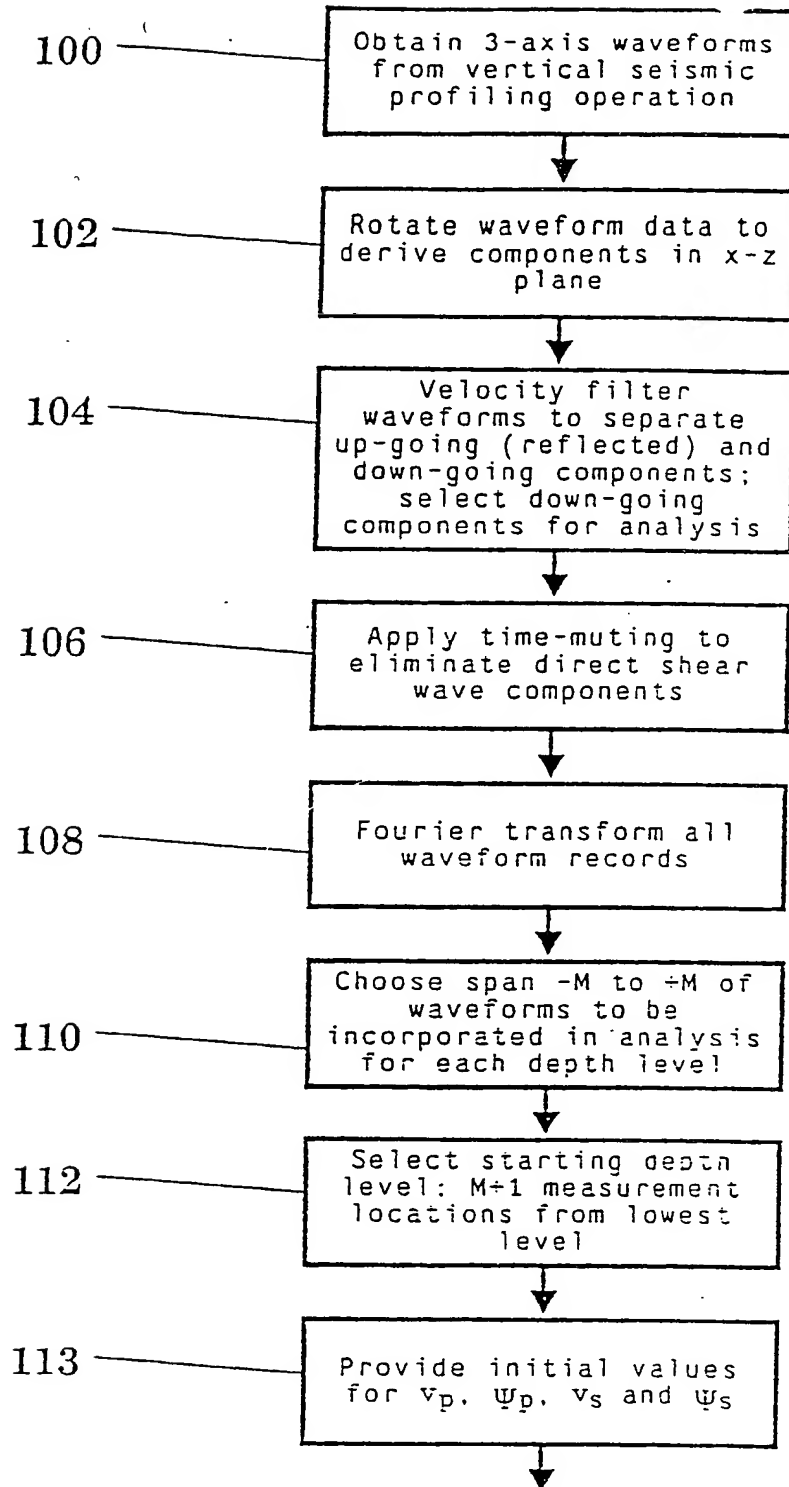 100
Obtain 3-axis waveforms
from vertical seismic
profiling operation
102
Rotate waveform data to
derive components in x-z
plane
104
Velocity filter
waveforms to separate
up-going (reflected) and
down-going components;
select down-going
components for analysis
106
Apply time-muting to
eliminate direct shear
wave components
108
Fourier transform all
waveform records
110
Choose span -M to +M of
waveforms to be
incorporated in analysis
for each depth level
112
Select starting depth
level: M+1 measurement
locations from lowest
level
113
Provide initial values
for vp, Ψp, vs and Ψs